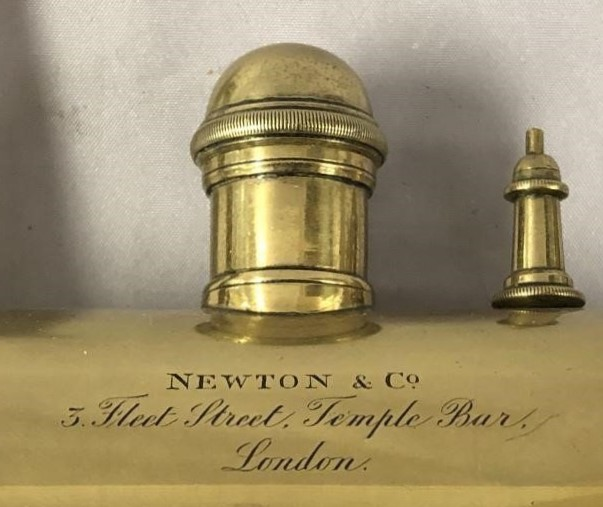 NEWTON & Co
3. Fleet Street, Temple Bar,
London.